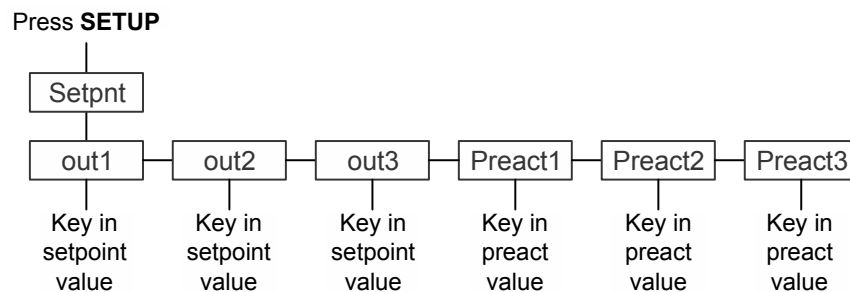 Press SETUP
Setpnt
out1 out2 out3 Preact1 Preact2 Preact3
Key in Key in Key in Key in Key in Key in
setpoint setpoint setpoint preact preact preact
value value value value value value